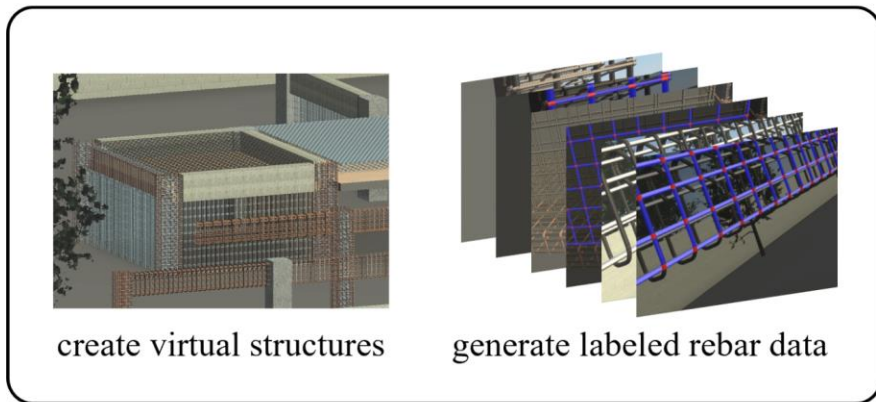 create virtual structures
generate labeled rebar data